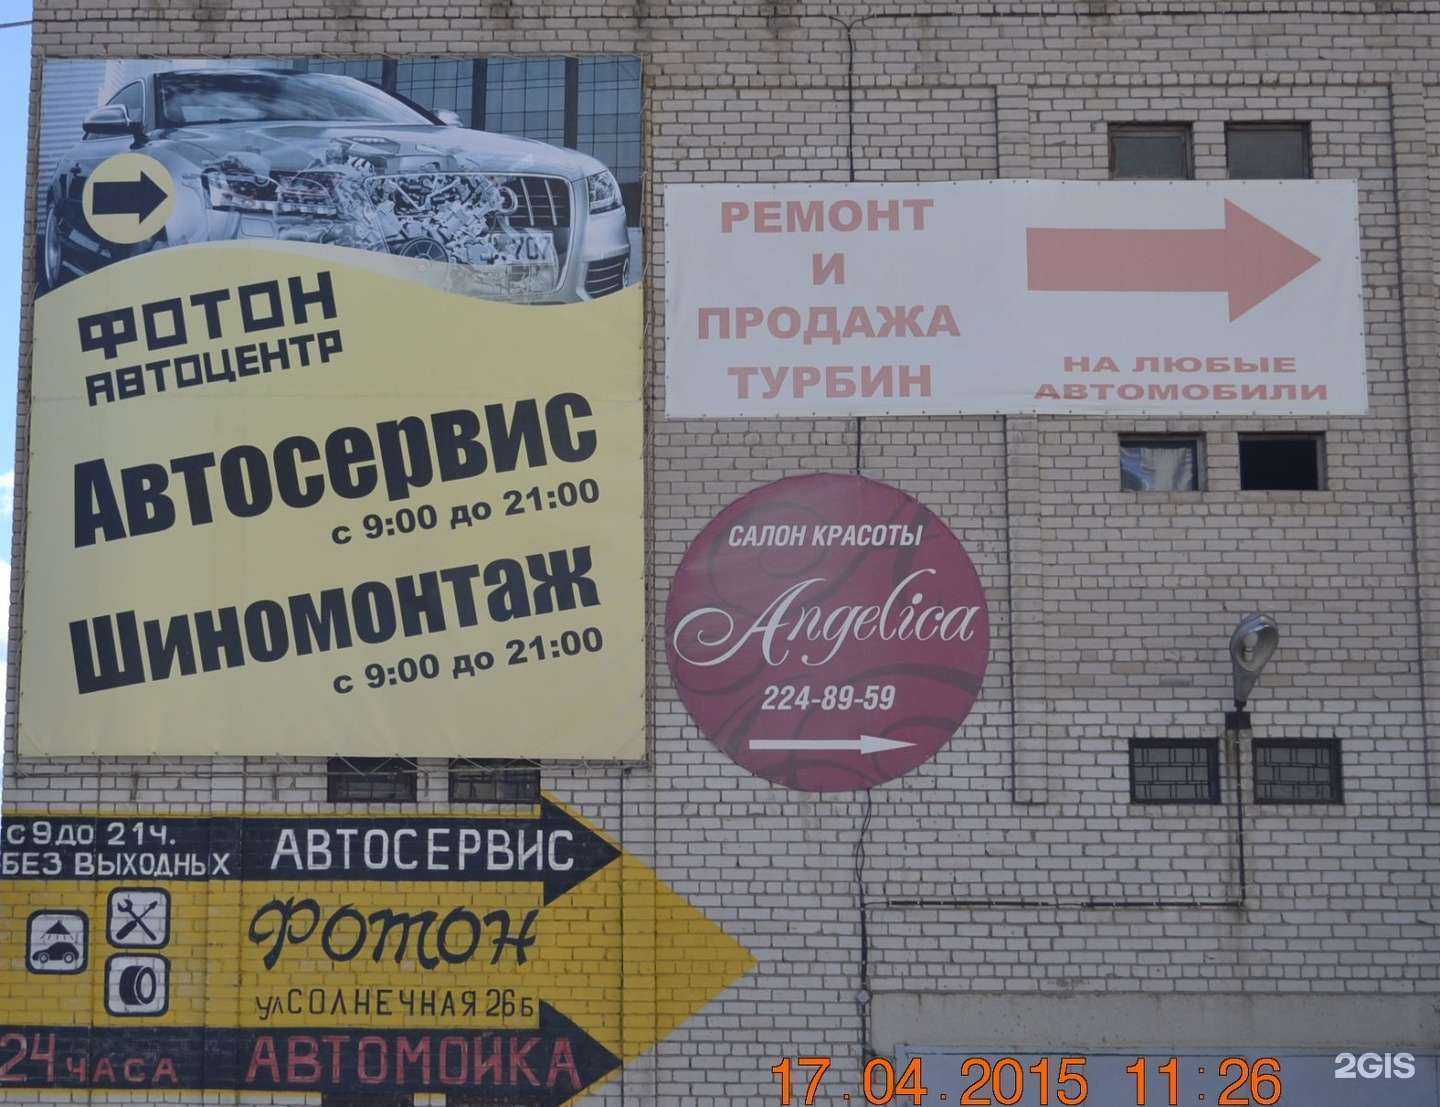 707
ФОТОН
АВТОЦЕНТР
Автосервис
с 9:00 до 21:00
Шиномонтаж
с 9:00 до 21:00
РЕМОНТ
И
ПРОДАЖА
ТУРБИН
НА ЛЮБЫЕ
АВТОМОБИЛИ
САЛОН КРАСОТЫ
Angelica
224-89-59
с 9 до 21ч.
БЕЗ ВЫХОДНЫХ
АВТОСЕРВИС
Фотон
ул СОЛНЕЧНАЯ 26б
24 ЧАСА
АВТОМОЙКА
17.04.2015 11:26
2GIS